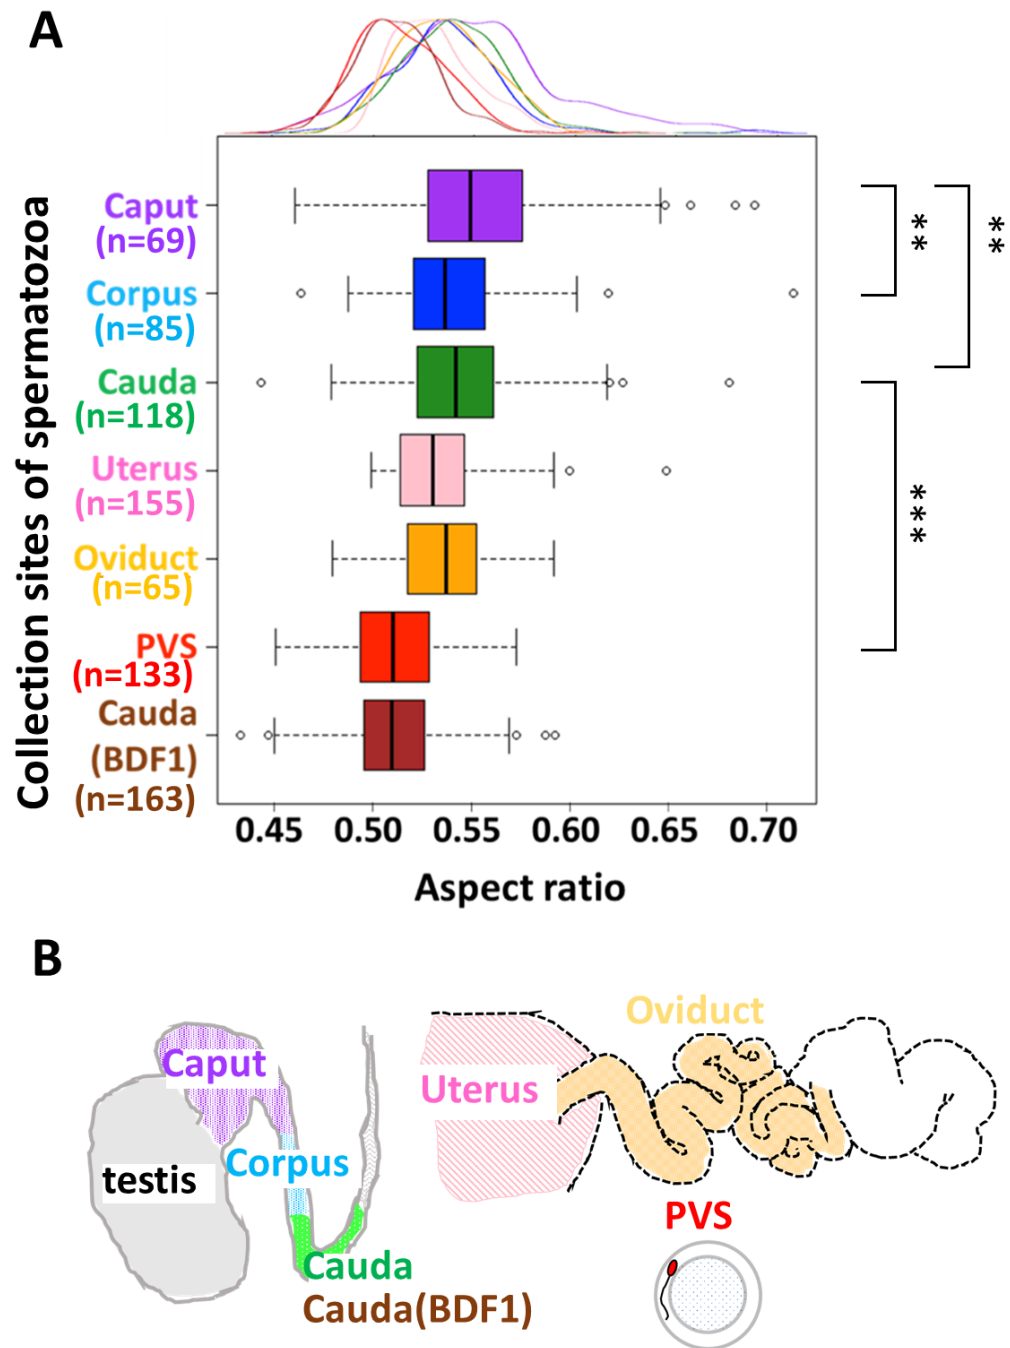 A
Collection sites of spermatozoa
Caput
(n=69)
Corpus
(n=85)
Cauda
(n=118)
Uterus
(n=155)
Oviduct
(n=65)
PVS
(n=133)
Cauda
(BDF1)
(n=163)
**
**
***
0.45 0.50 0.55 0.60 0.65 0.70
Aspect ratio
B
Caput
testis
Corpus
Cauda
Cauda(BDF1)
Oviduct
Uterus
PVS